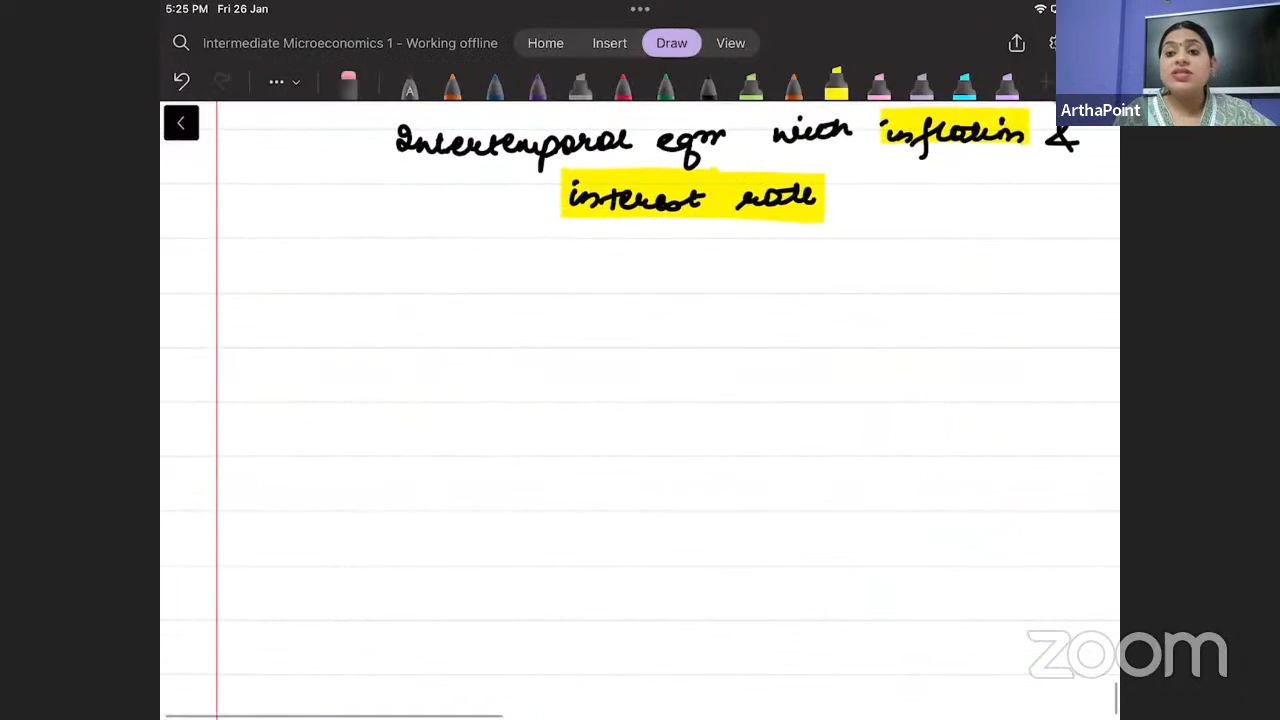 5:25 PM Fri 26 Jan
Intermediate Microeconomics 1 - Working offline
Home Insert Draw View
A
ArthaPoint
Intertemporal eqm with inflation &
interest rate
zoom